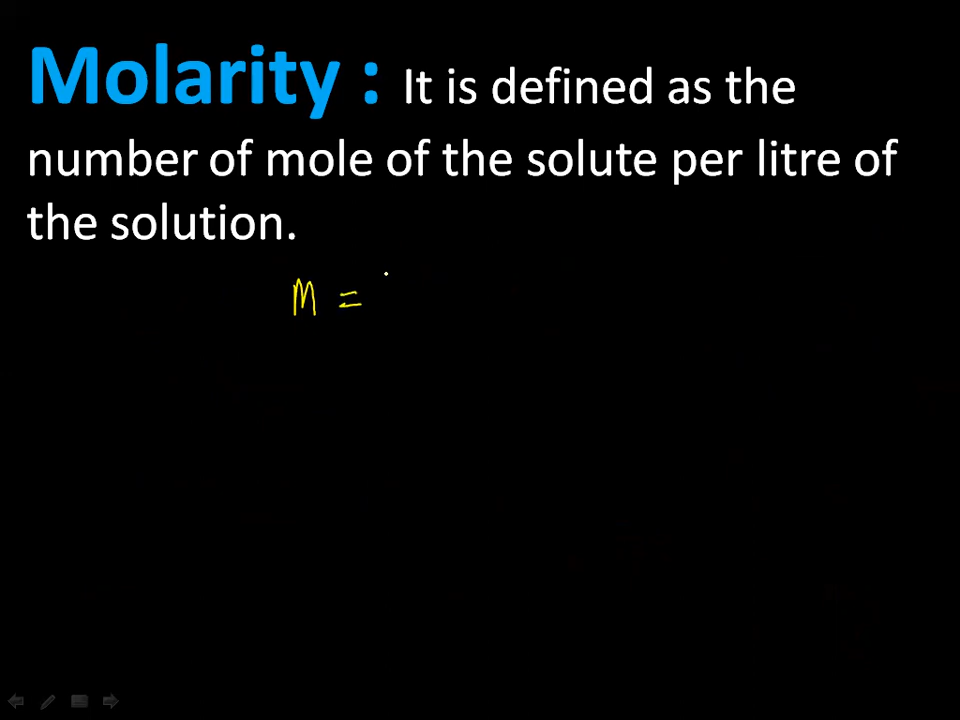 Molarity : It is defined as the
number of mole of the solute per litre of
the solution.
M =